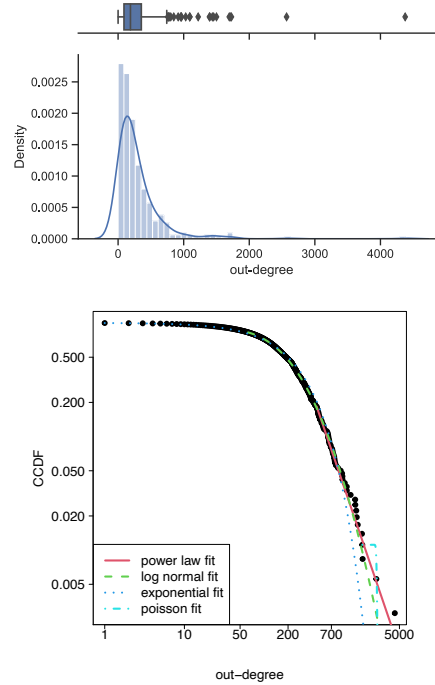 0.0025
0.0020
0.0015
0.0010
0.0005
0.0000
Density
0 1000 2000 3000 4000
out-degree
0.500
0.200
0.050
0.020
0.005
CCDF
power law fit
log normal fit
exponential fit
poisson fit
1 10 50 200 700 5000
out-degree